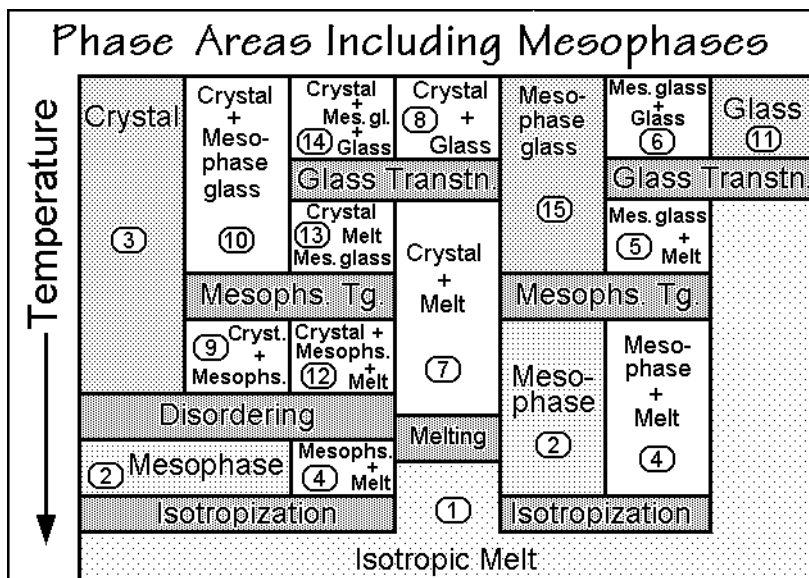 Phase Areas Including Mesophases
Temperature
Crystal
3
Crystal
+
Meso-
phase
glass
10
Crystal
+
Mes. gl.
14 +
Glass
Crystal
8 +
Glass
Meso-
phase
glass
15
Mes. glass
+
Glass
6
Glass
11
Glass Transtn.
Glass Transtn.
Crystal
13 Melt
Mes. glass
Crystal
+
Melt
7
Mes. glass
5 + Melt
Mesophs. Tg.
Mesophs. Tg.
9 Cryst.
+
Mesophs.
Crystal +
Mesophs.
12 +
Melt
Meso-
phase
2
Meso-
phase
+
Melt
4
Disordering
Melting
2 Mesophase
Mesophs.
4 +
Melt
Isotropization
1
Isotropization
Isotropic Melt